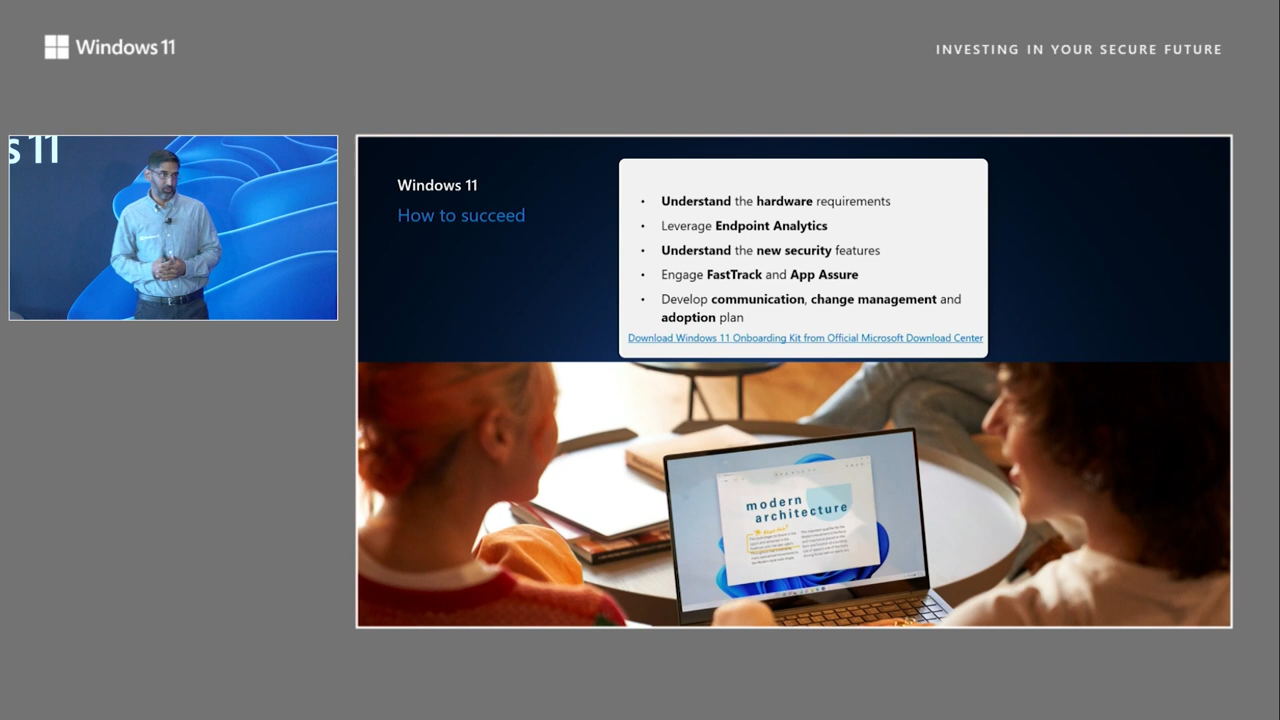 Windows 11
INVESTING IN YOUR SECURE FUTURE
s 11
Windows 11
How to succeed
• Understand the hardware requirements
• Leverage Endpoint Analytics
• Understand the new security features
• Engage FastTrack and App Assure
• Develop communication, change management and
adoption plan
Download Windows 11 Onboarding Kit from Official Microsoft Download Center
modern
architecture